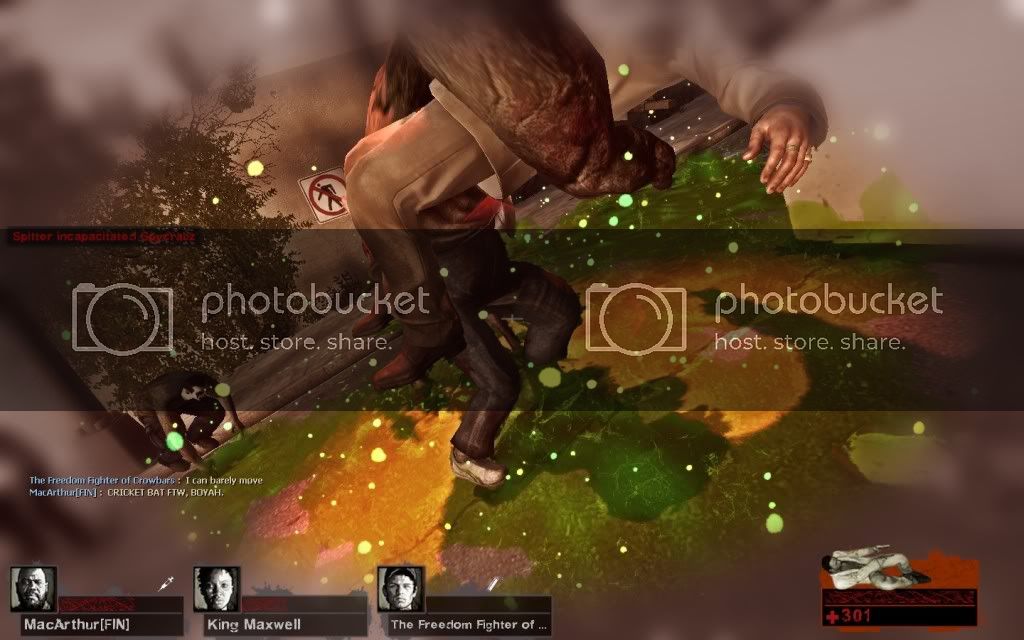 Spitter incapacitated Spycrabz
photobucket photobucket
host. store. share. host. store. share.
The Freedom Fighter of Crowbars : I can barely move
MacArthur[FIN] : CRICKET BAT FTW, BOYAH.
MacArthur[FIN] King Maxwell The Freedom Fighter of ...
+301